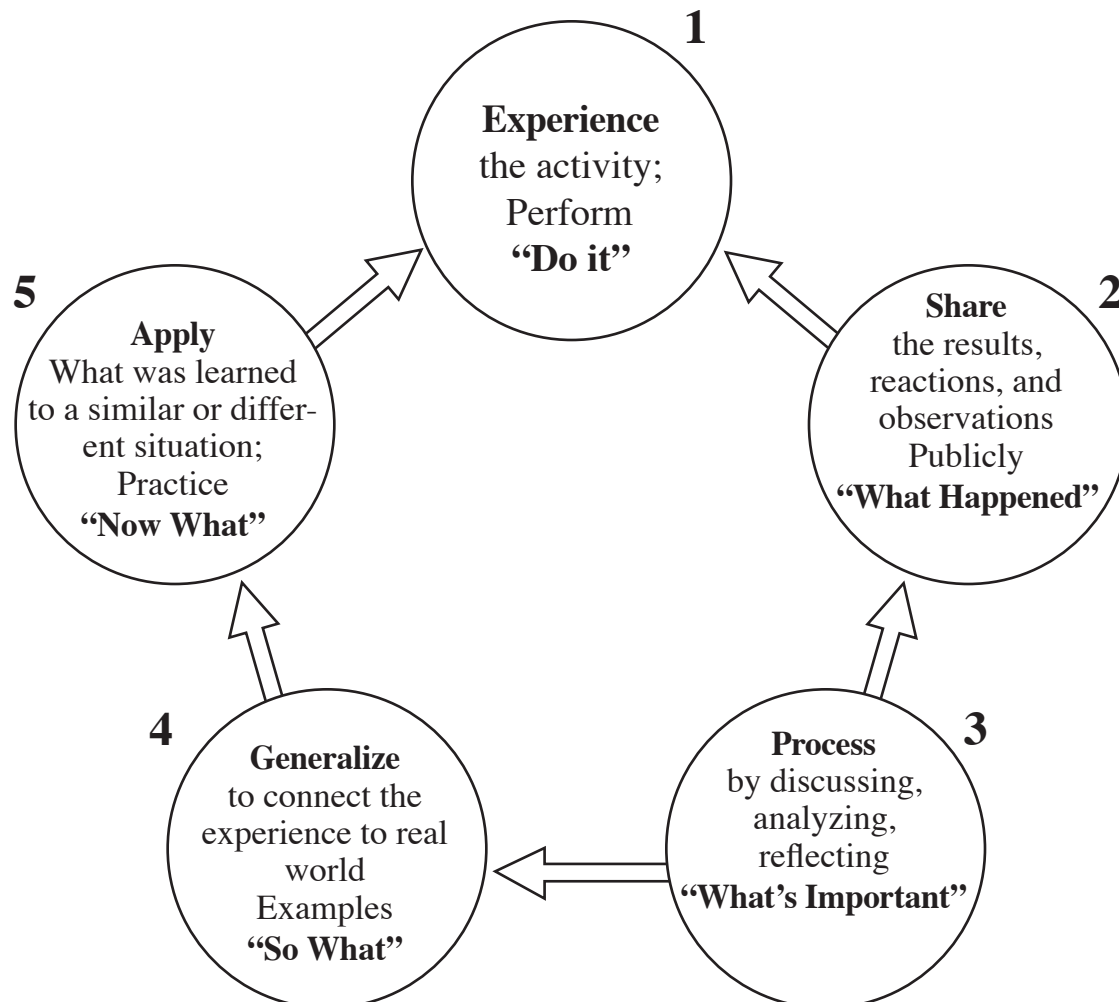 1
Experience
the activity;
Perform
“Do it”
2
Share
the results,
reactions, and
observations
Publicly
“What Happened”
3
Process
by discussing,
analyzing,
reflecting
“What’s Important”
4
Generalize
to connect the
experience to real
world
Examples
“So What”
5
Apply
What was learned
to a similar or differ-
ent situation;
Practice
“Now What”